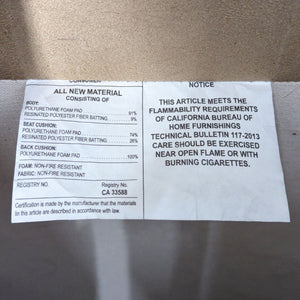 CONSUMER
ALL NEW MATERIAL
CONSISTING OF
BODY:
POLYURETHANE FOAM PAD 91%
RESINATED POLYESTER FIBER BATTING 9%
SEAT CUSHION:
POLYURETHANE FOAM PAD 74%
RESINATED POLYESTER FIBER BATTING 26%
BACK CUSHION:
POLYURETHANE FOAM PAD 100%
FOAM: NON-FIRE RESISTANT
FABRIC: NON-FIRE RESISTANT
REGISTRY NO. Registry No.
CA 33588
Certification is made by the manufacturer that the materials
in this article are described in accordance with law.
NOTICE
THIS ARTICLE MEETS THE
FLAMMABILITY REQUIREMENTS
OF CALIFORNIA BUREAU OF
HOME FURNISHINGS
TECHNICAL BULLETIN 117-2013
CARE SHOULD BE EXERCISED
NEAR OPEN FLAME OR WITH
BURNING CIGARETTES.